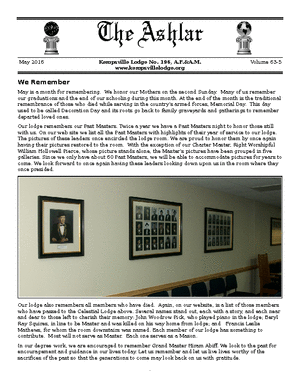 The Ashlar
May 2016
Kempsville Lodge No. 196, A.F.&A.M.
www.kempsvillelodge.org
Volume 63-5
We Remember
May is a month for remembering. We honor our Mothers on the second Sunday. Many of us remember
our graduations and the end of our schooling during this month. At the end of the month is the traditional
remembrance of those who died while serving in the country's armed forces, Memorial Day. This day
used to be called Decoration Day and its roots go back to family graveyards and gatherings to remember
departed loved ones.
Our lodge remembers our Past Masters. Twice a year we have a Past Masters night to honor those still
with us. On our web site we list all the Past Masters with highlights of their year of service to our lodge.
The pictures of these leaders once encircled the lodge room. We are proud to honor them by once again
having their pictures restored to the room. With the exception of our Charter Master, Right Worshipful
William Hollowell Pierce, whose picture stands alone, the Master's pictures have been grouped in five
gallaries. Since we only have about 60 Past Masters, we will be able to accommodate pictures for years to
come. We look forward to once again having these leaders looking down upon us in the room where they
once presided.
Our lodge also remembers all members who have died. Again, on our website, is a list of those members
who have passed to the Celestial Lodge above. Several names stand out, each with a story, and each near
and dear to those left to cherish their memory: John Woodrow Pick, who played piano in the lodge; Beryl
Ray Squires, in line to be Master and was killed on his way home from lodge; and Francis Leslie
Mathews, for whom the room downstairs was named. Each member of our lodge has something to
contribute. Most will not serve as Master. Each one serves as a Mason.
In our degree work, we are encouraged to remember Grand Master Hiram Abiff. We look to the past for
encouragement and guidance in our lives today. Let us remember and let us live lives worthy of the
sacrifices of the past so that the generations to come may look back on us with gratitude.